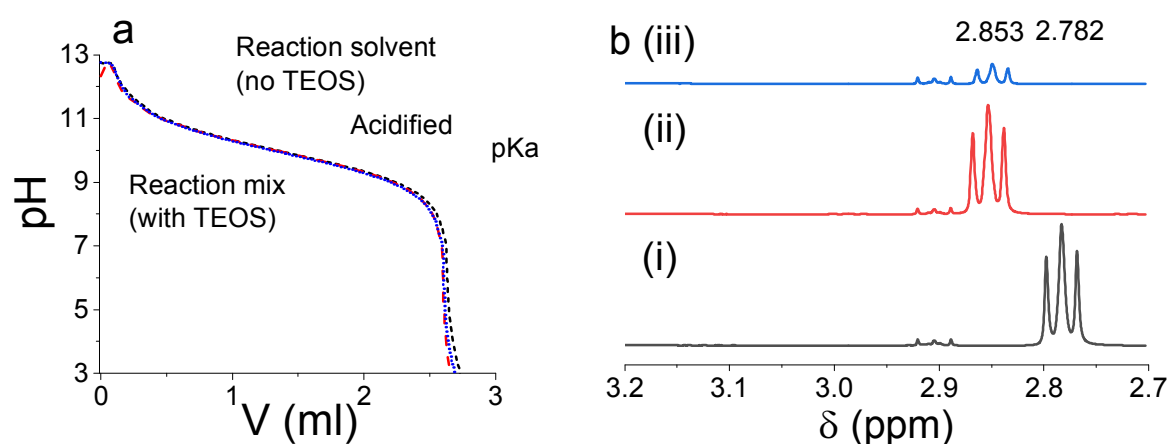 a
Reaction solvent
(no TEOS)
Acidified
pKa
Reaction mix
(with TEOS)
pH
13
11
9
7
5
3
0
1
2
3
V (ml)
b (iii)
2.853 2.782
(ii)
(i)
3.2
3.1
3.0
2.9
2.8
2.7
δ (ppm)